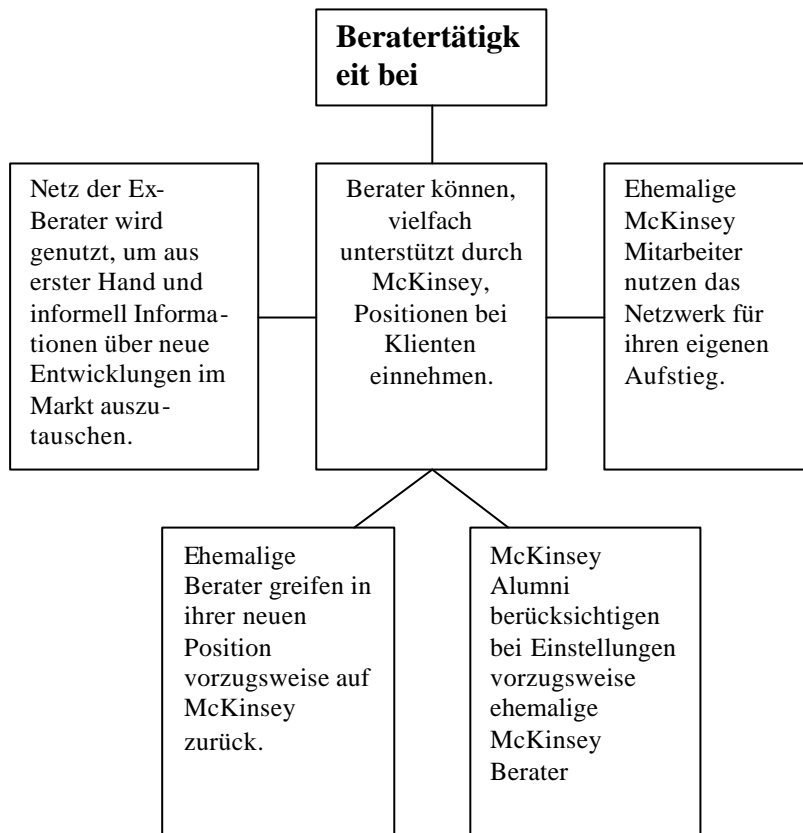 Beratertätigk
eit bei
Netz der Ex-
Berater wird
genutzt, um aus
erster Hand und
informell Informa-
tionen über neue
Entwicklungen im
Markt auszu-
tauschen.
Berater können,
vielfach
unterstützt durch
McKinsey,
Positionen bei
Klienten
einnehmen.
Ehemalige
McKinsey
Mitarbeiter
nutzen das
Netzwerk für
ihren eigenen
Aufstieg.
Ehemalige
Berater greifen in
ihrer neuen
Position
vorzugsweise auf
McKinsey
zurück.
McKinsey
Alumni
berücksichtigen
bei Einstellungen
vorzugsweise
ehemalige
McKinsey
Berater